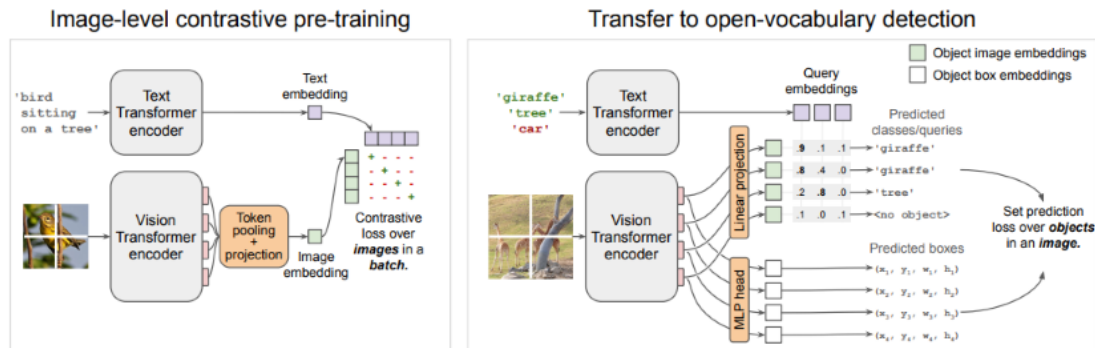 Image-level contrastive pre-training
'bird
sitting
on a tree'
Text
Transformer
encoder
Text
embedding
+ - - -
- + - -
- - + -
- - - +
Vision
Transformer
encoder
Token
pooling
+
projection
Image
embedding
Contrastive
loss over
images in a
batch.
Transfer to open-vocabulary detection
Object image embeddings
Object box embeddings
'giraffe'
'tree'
'car'
Text
Transformer
encoder
Query
embeddings
Vision
Transformer
encoder
Linear projection
MLP head
Predicted
classes/queries
.9 .1 .1 'giraffe'
.8 .4 .0 'giraffe'
.2 .8 .0 'tree'
.1 .0 .1 <no object>
Predicted boxes
(x₁, y₁, w₁, h₁)
(x₂, y₂, w₂, h₂)
(x₃, y₃, w₃, h₃)
(x₄, y₄, w₄, h₄)
Set prediction
loss over objects
in an image.